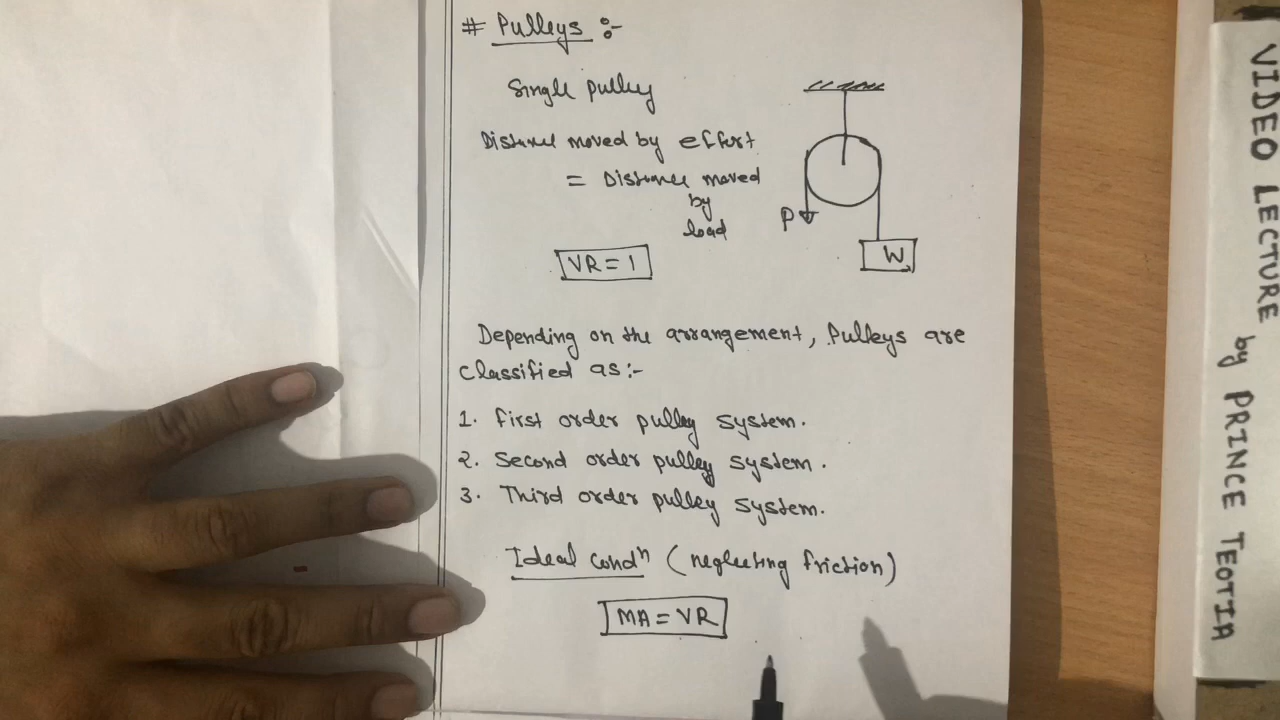 # Pulleys :-
Single pulley
Distance moved by effort
= Distance moved
by
load
P
W
VR = 1
Depending on the arrangement, Pulleys are
classified as:-
1. First order pulley system.
2. Second order pulley system.
3. Third order pulley system.
Ideal condⁿ (neglecting friction)
MA = VR
VIDEO LECTURE by PRINCE TEOTIA